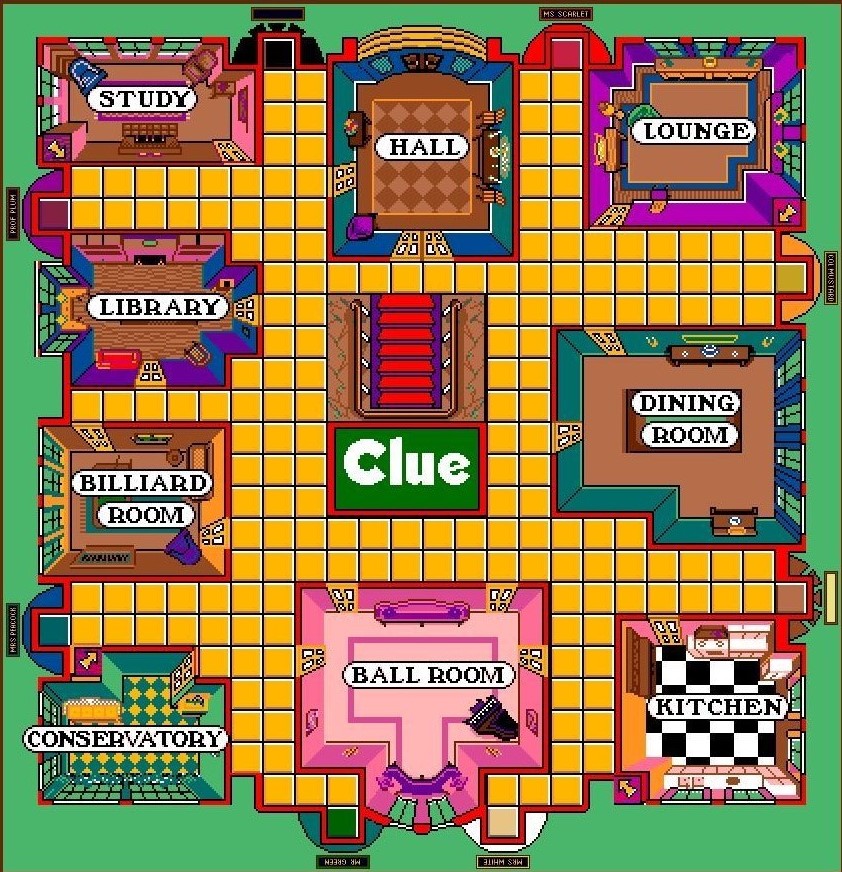 MS SCARLET
STUDY
HALL
LOUNGE
PROF PLUM
COL MUSTARD
LIBRARY
DINING
ROOM
Clue
BILLIARD
ROOM
MRS PEACOCK
BALL ROOM
KITCHEN
CONSERVATORY
MR GREEN
MRS WHITE